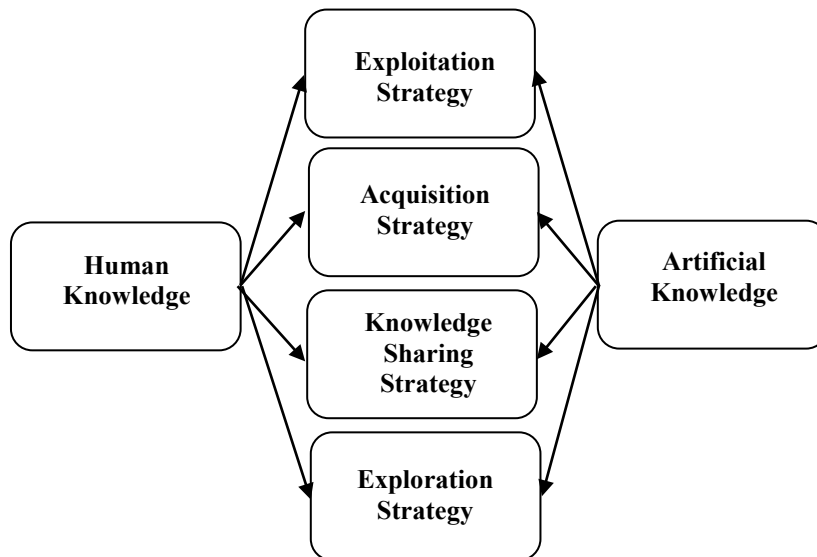 Exploitation
Strategy
Acquisition
Strategy
Human
Knowledge
Artificial
Knowledge
Knowledge
Sharing
Strategy
Exploration
Strategy